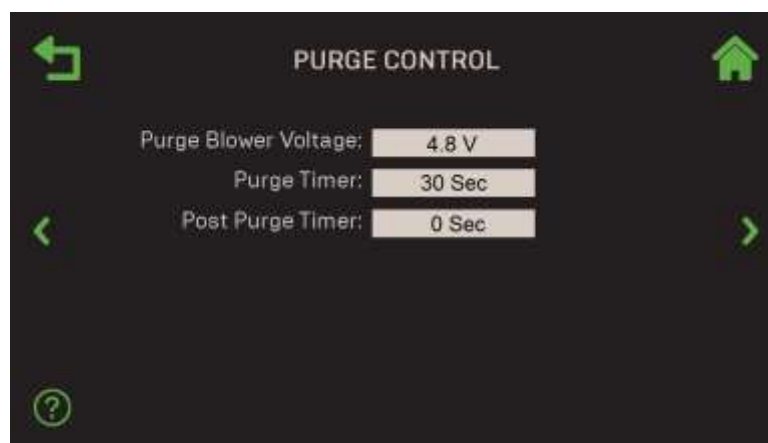 PURGE CONTROL
Purge Blower Voltage: 4.8 V
Purge Timer: 30 Sec
Post Purge Timer: 0 Sec
?